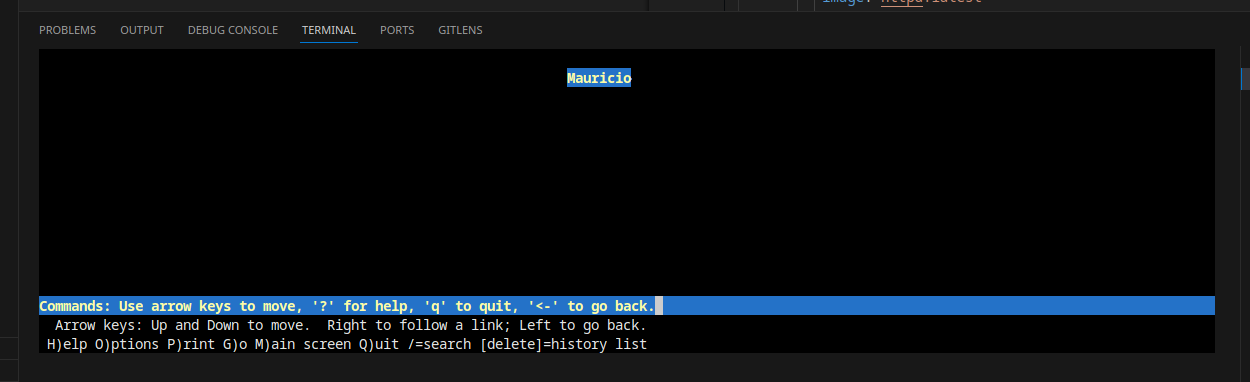 image: httpd:latest
PROBLEMS OUTPUT DEBUG CONSOLE TERMINAL PORTS GITLENS
Mauricio
Commands: Use arrow keys to move, '?' for help, 'q' to quit, '<-' to go back.
Arrow keys: Up and Down to move.  Right to follow a link; Left to go back.
H)elp O)ptions P)rint G)o M)ain screen Q)uit /=search [delete]=history list